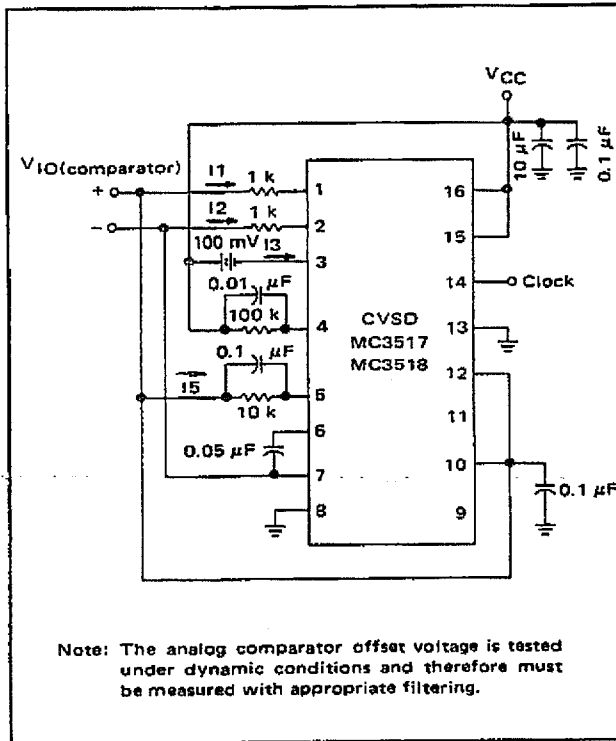 VCC
10 µF
0.1 µF
VIO(comparator)
+
I1
1 k
1
16
I2
1 k
−
2
15
100 mV
I3
3
14
Clock
0.01 µF
100 k
4
CVSD
MC3517
MC3518
13
0.1 µF
12
I5
10 k
5
11
6
0.05 µF
7
10
0.1 µF
8
9
Note: The analog comparator offset voltage is tested
under dynamic conditions and therefore must
be measured with appropriate filtering.